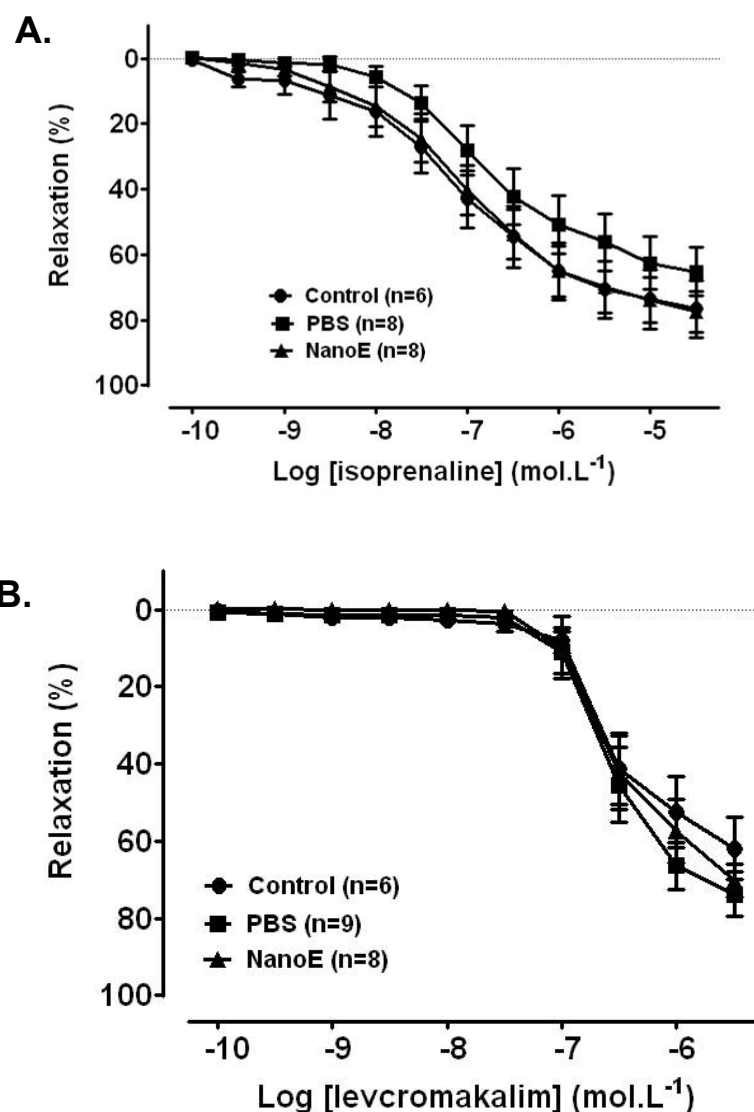 A.
Relaxation (%)
0
20
40
60
80
100
Control (n=6)
PBS (n=8)
NanoE (n=8)
-10 -9 -8 -7 -6 -5
Log [isoprenaline] (mol.L⁻¹)
B.
Relaxation (%)
0
20
40
60
80
100
Control (n=6)
PBS (n=9)
NanoE (n=8)
-10 -9 -8 -7 -6
Log [levcromakalim] (mol.L⁻¹)